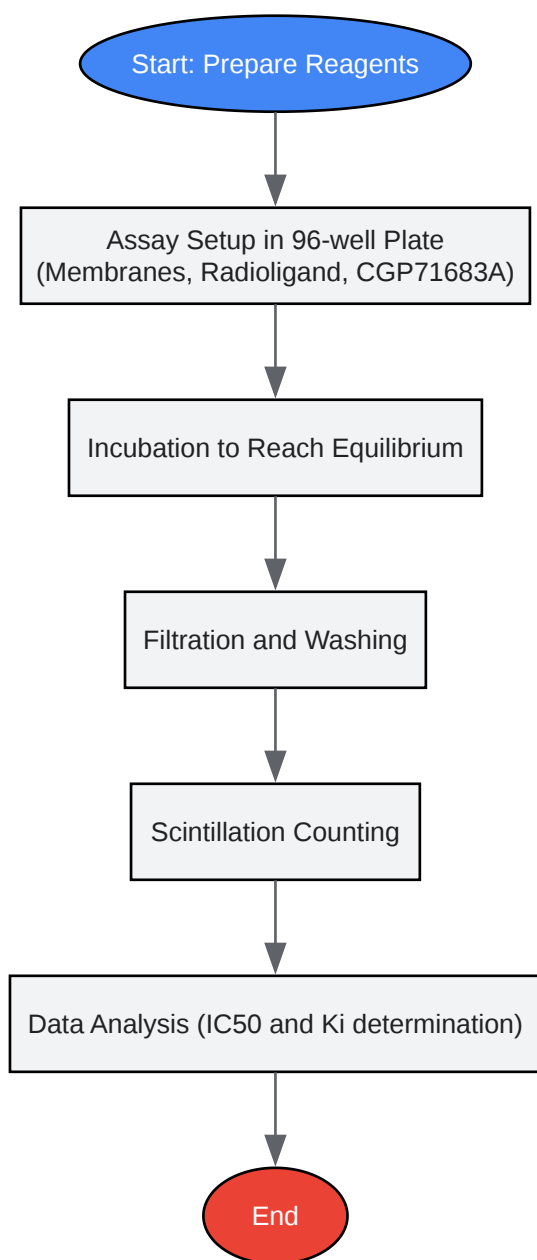 Start: Prepare Reagents
Assay Setup in 96-well Plate
(Membranes, Radioligand, CGP71683A)
Incubation to Reach Equilibrium
Filtration and Washing
Scintillation Counting
Data Analysis (IC50 and Ki determination)
End